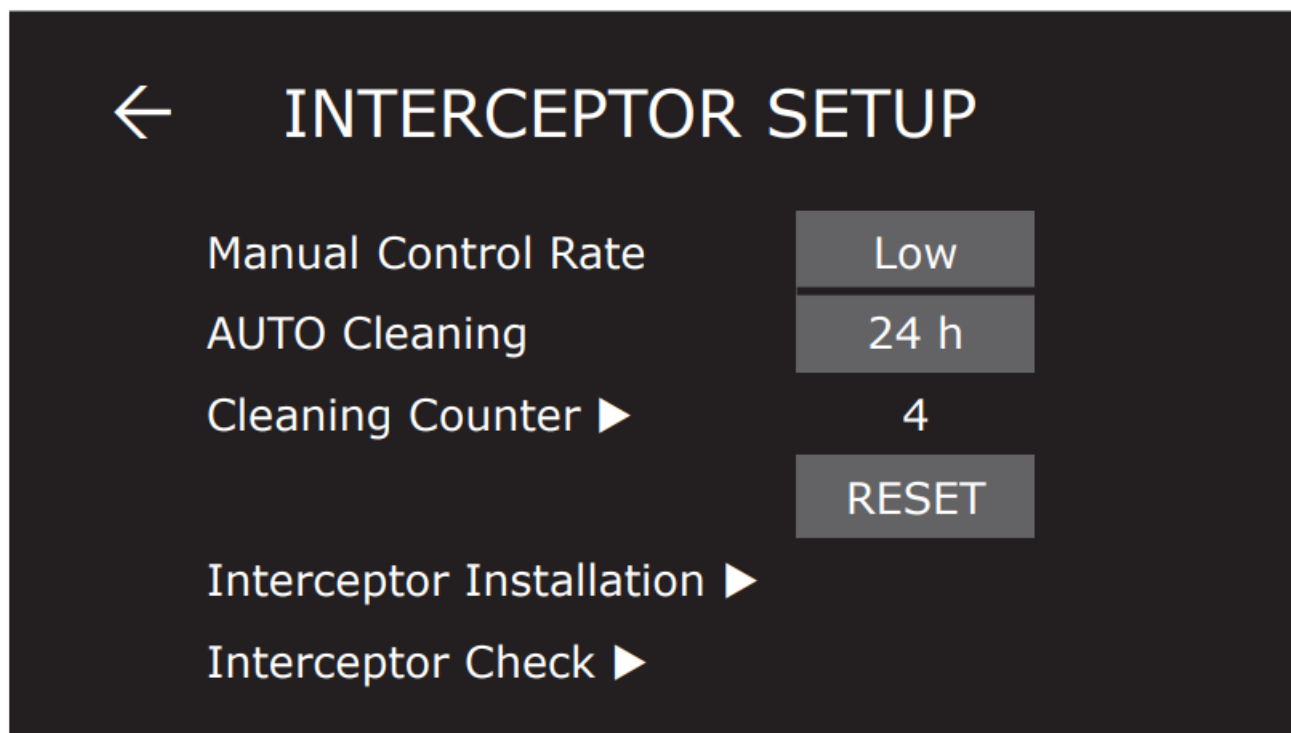 ← INTERCEPTOR SETUP
Manual Control Rate Low
AUTO Cleaning 24 h
Cleaning Counter ▶ 4
RESET
Interceptor Installation ▶
Interceptor Check ▶